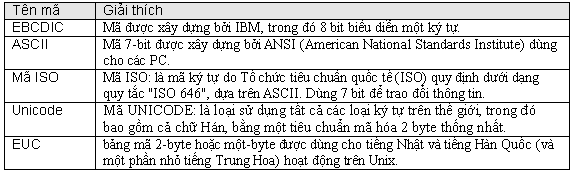 Tên mã Giải thích
EBCDIC Mã được xây dựng bởi IBM, trong đó 8 bit biểu diễn một ký tự.
ASCII Mã 7-bit được xây dựng bởi ANSI (American National Standards Institute) dùng
cho các PC.
Mã ISO Mã ISO: là mã ký tự do Tổ chức tiêu chuẩn quốc tế (ISO) quy định dưới dạng
quy tắc "ISO 646", dựa trên ASCII. Dùng 7 bit để trao đổi thông tin.
Unicode Mã UNICODE: là loại sử dụng tất cả các loại ký tự trên thế giới, trong đó
bao gồm cả chữ Hán, bằng một tiêu chuẩn mã hóa 2 byte thống nhất.
EUC bảng mã 2-byte hoặc một-byte được dùng cho tiếng Nhật và tiếng Hàn Quốc (và
một phần nhỏ tiếng Trung Hoa) hoạt động trên Unix.